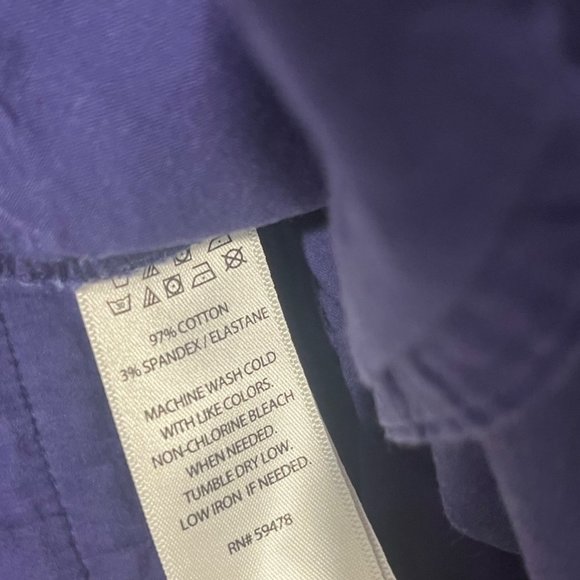 97% COTTON
3% SPANDEX / ELASTANE
MACHINE WASH COLD
WITH LIKE COLORS.
NON-CHLORINE BLEACH
WHEN NEEDED.
TUMBLE DRY LOW.
LOW IRON IF NEEDED.
RN# 59478